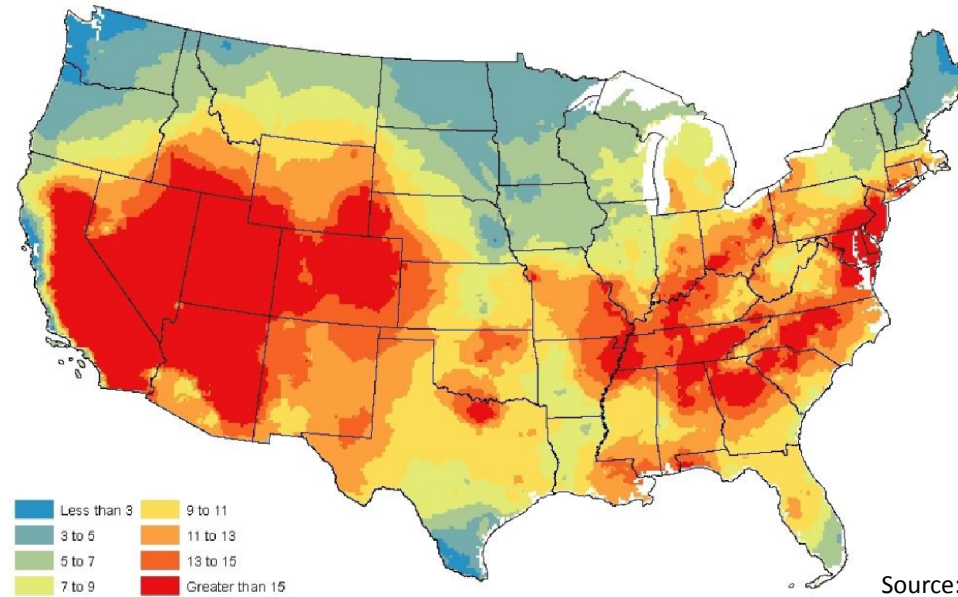 Less than 3
3 to 5
5 to 7
7 to 9
9 to 11
11 to 13
13 to 15
Greater than 15
Source: